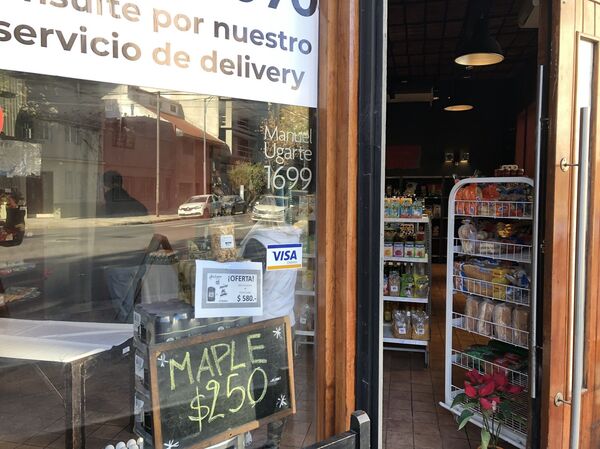 nsulte por nuestro
servicio de delivery
Manuel
Ugarte
1699
VISA
¡OFERTA!
$580.-
MAPLE
$250